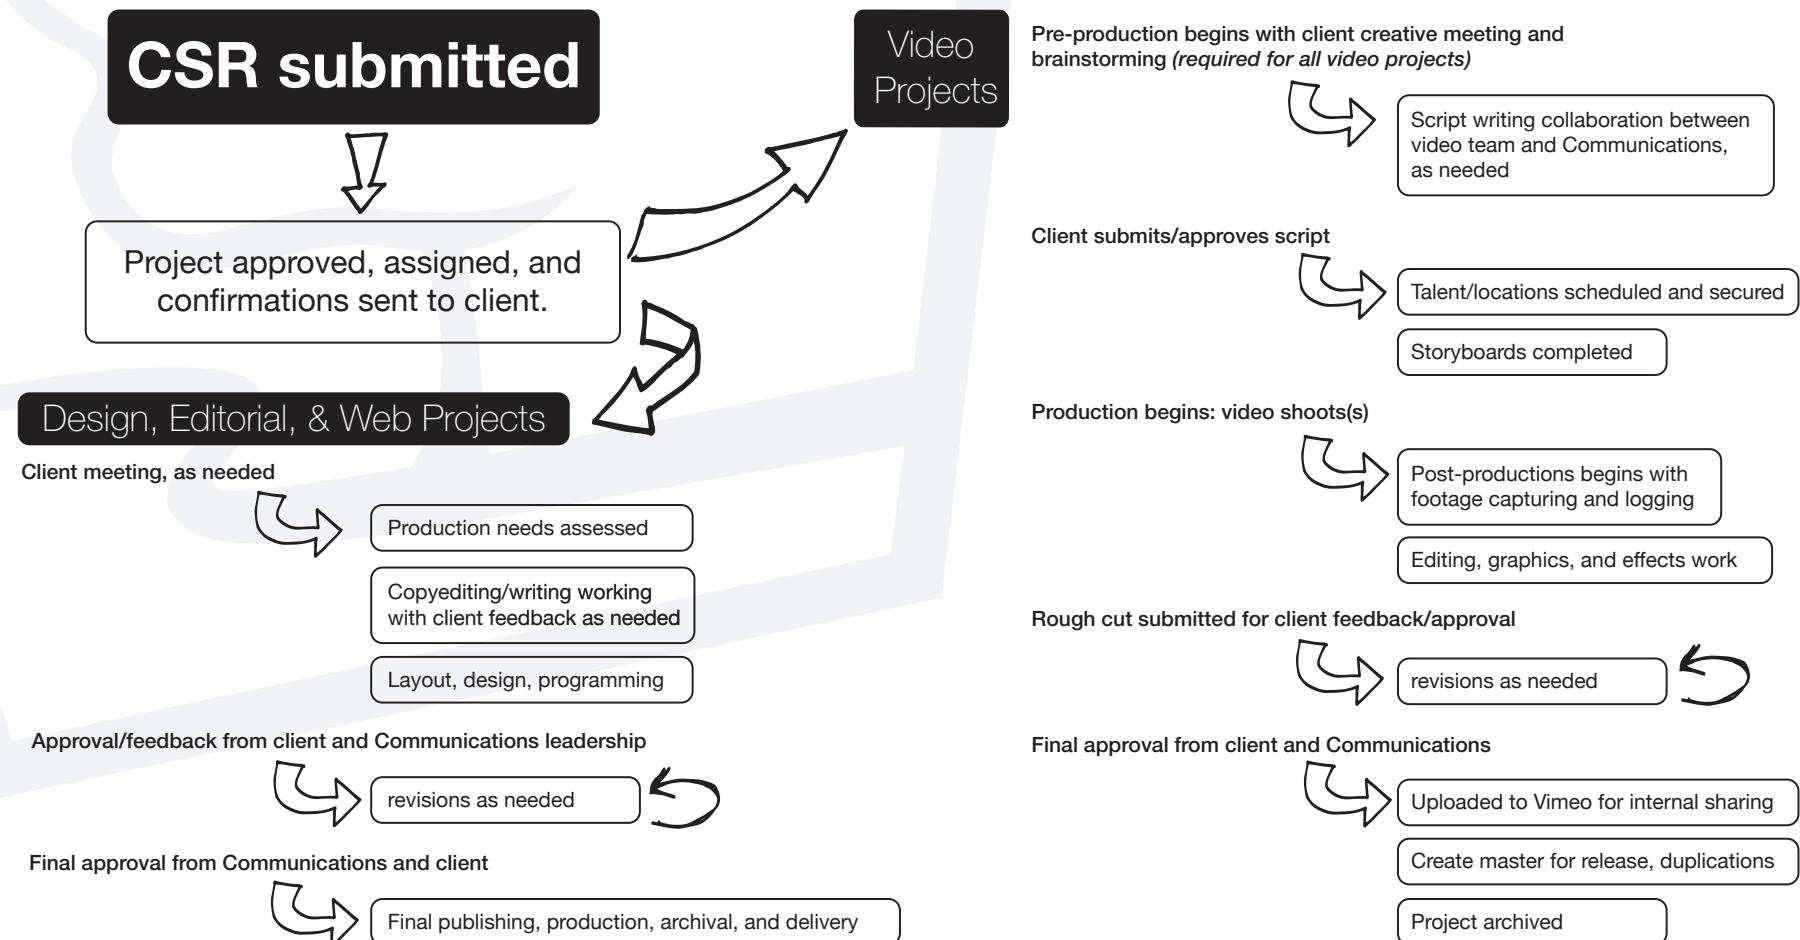 CSR submitted
Project approved, assigned, and
confirmations sent to client.
Design, Editorial, & Web Projects
Client meeting, as needed
Production needs assessed
Copyediting/writing working
with client feedback as needed
Layout, design, programming
Approval/feedback from client and Communications leadership
revisions as needed
Final approval from Communications and client
Final publishing, production, archival, and delivery
Video
Projects
Pre-production begins with client creative meeting and
brainstorming (required for all video projects)
Script writing collaboration between
video team and Communications,
as needed
Client submits/approves script
Talent/locations scheduled and secured
Storyboards completed
Production begins: video shoots(s)
Post-productions begins with
footage capturing and logging
Editing, graphics, and effects work
Rough cut submitted for client feedback/approval
revisions as needed
Final approval from client and Communications
Uploaded to Vimeo for internal sharing
Create master for release, duplications
Project archived